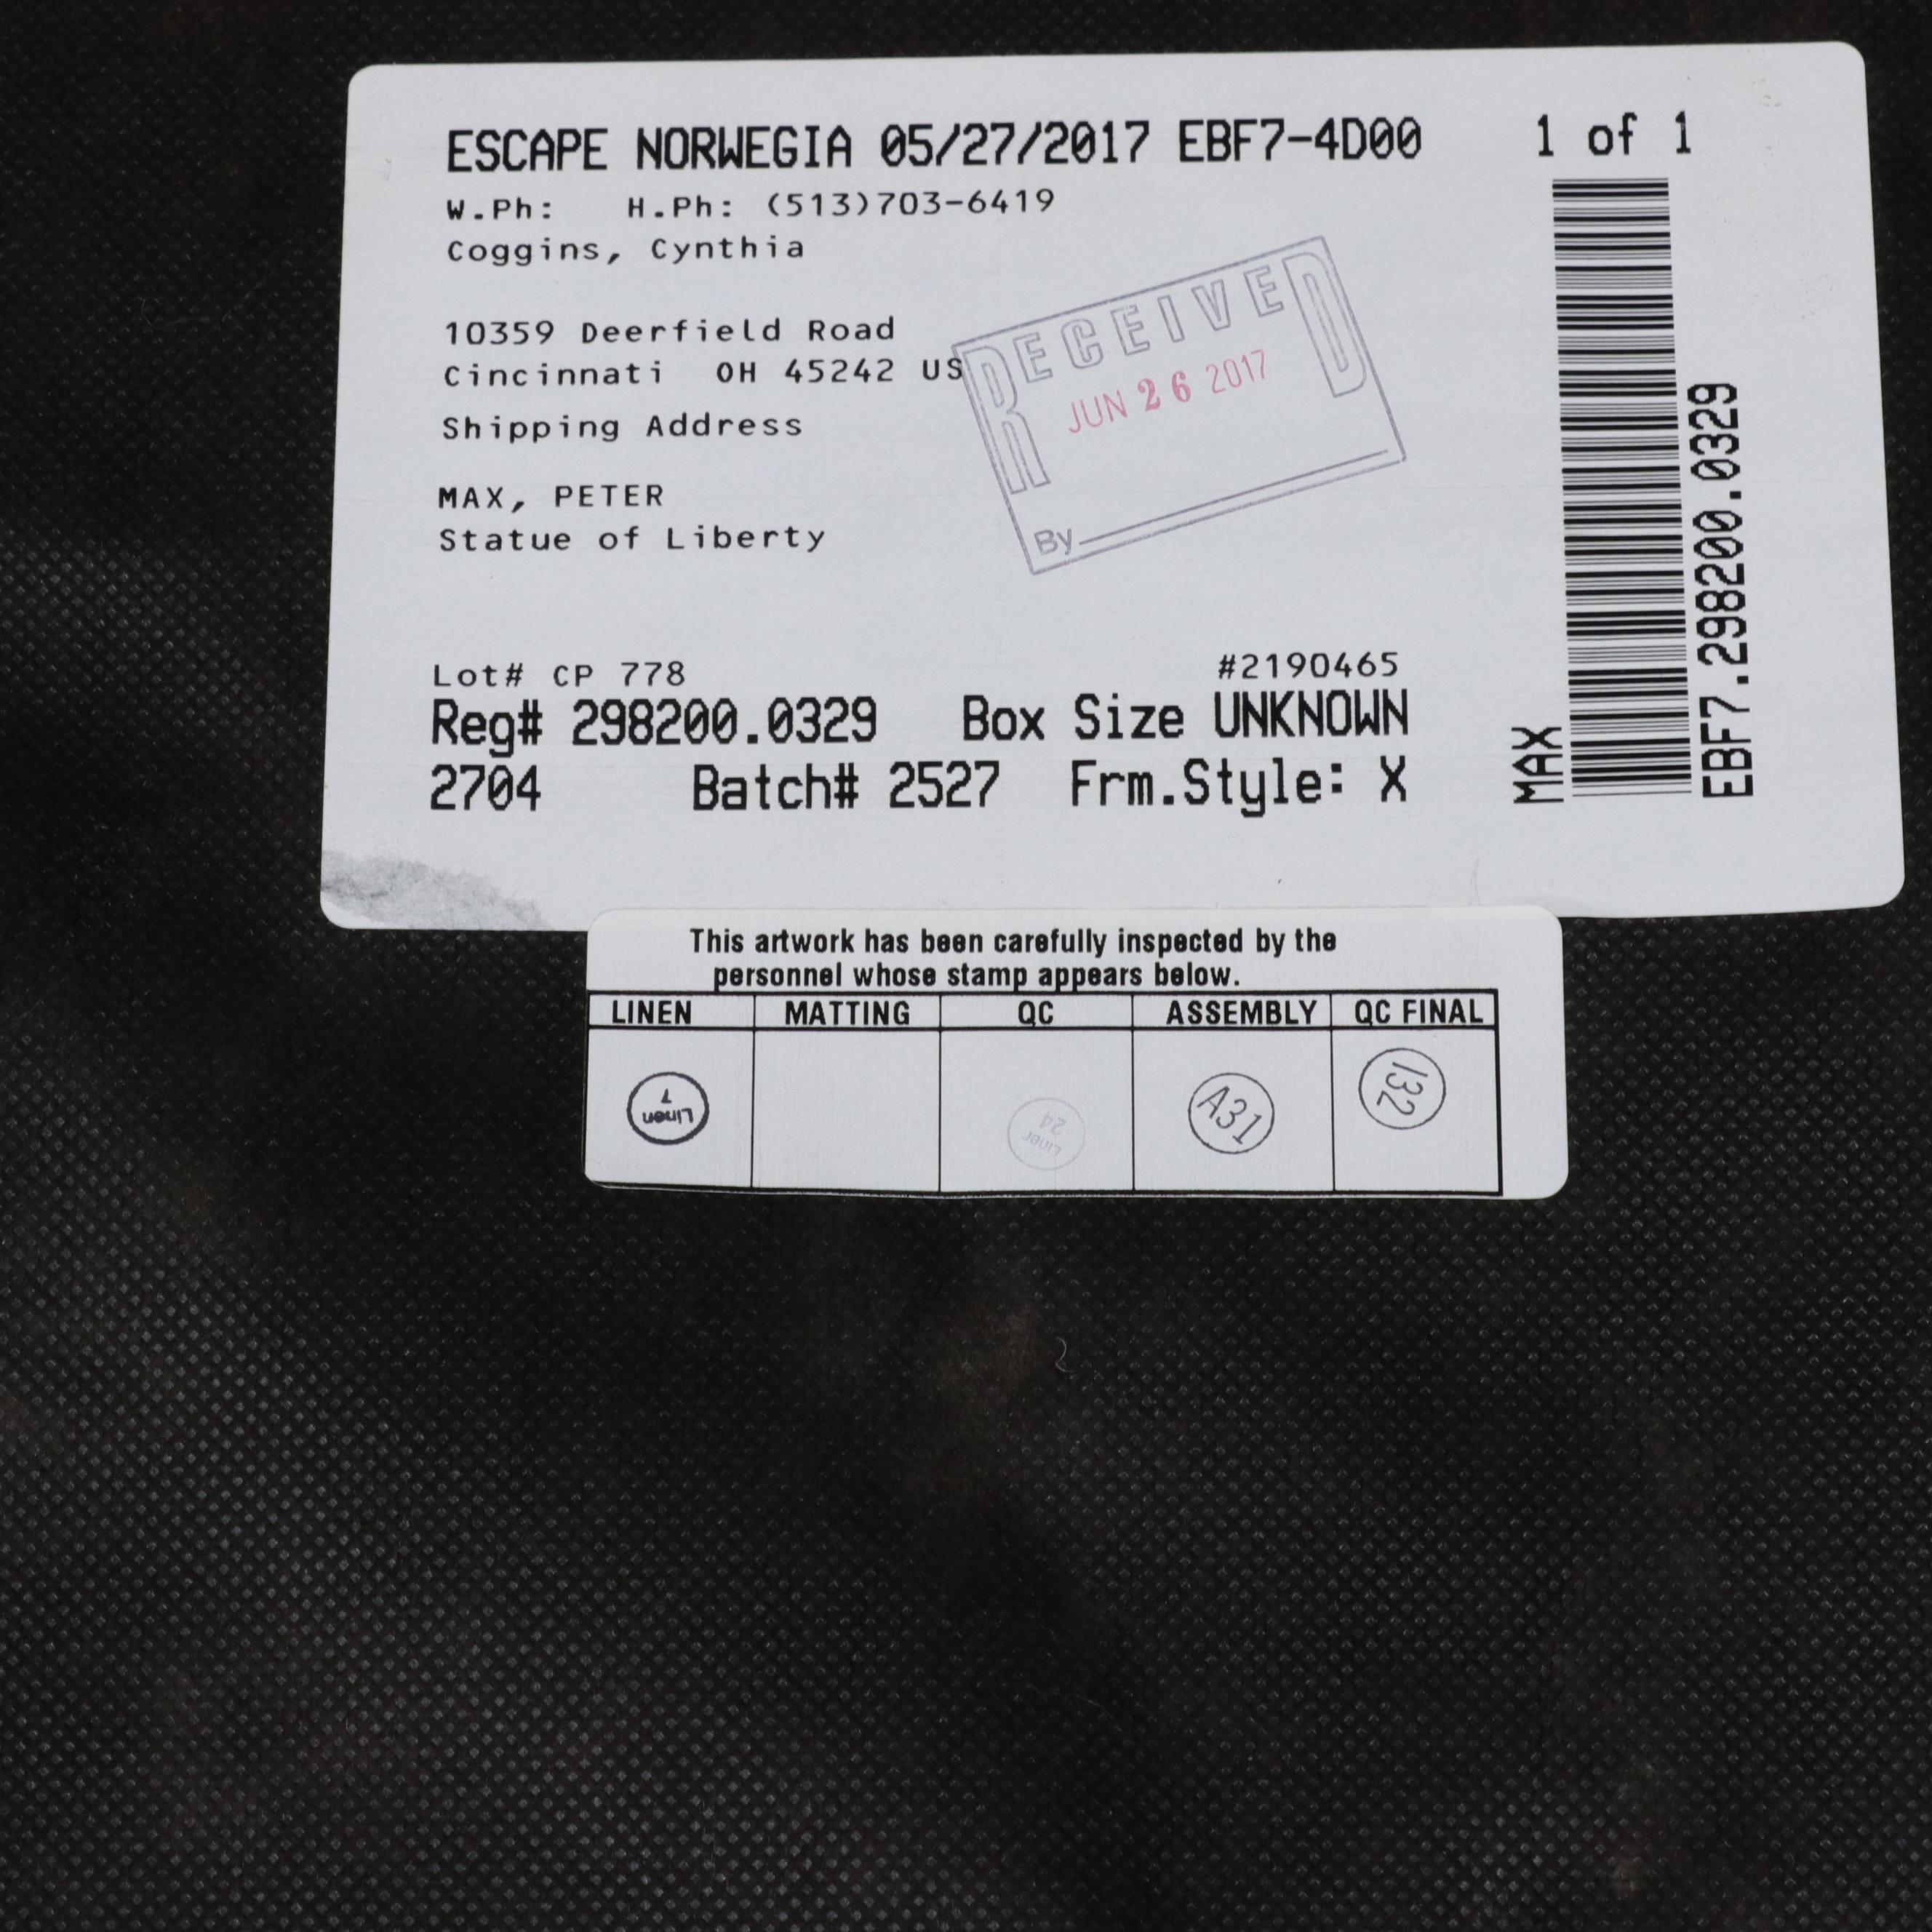 ESCAPE NORWEGIA 05/27/2017 EBF7-4D00 1 of 1
W.Ph: H.Ph: (513)703-6419
Coggins, Cynthia
10359 Deerfield Road
Cincinnati OH 45242 US
Shipping Address
MAX, PETER
Statue of Liberty
RECEIVED
JUN 26 2017
By
Lot# CP 778 #2190465
Reg# 298200.0329 Box Size UNKNOWN
2704 Batch# 2527 Frm.Style: X
MAX
EBF7.298200.0329
This artwork has been carefully inspected by the
personnel whose stamp appears below.
LINEN MATTING QC ASSEMBLY QC FINAL
Linen
7
Liner
24
A31
132